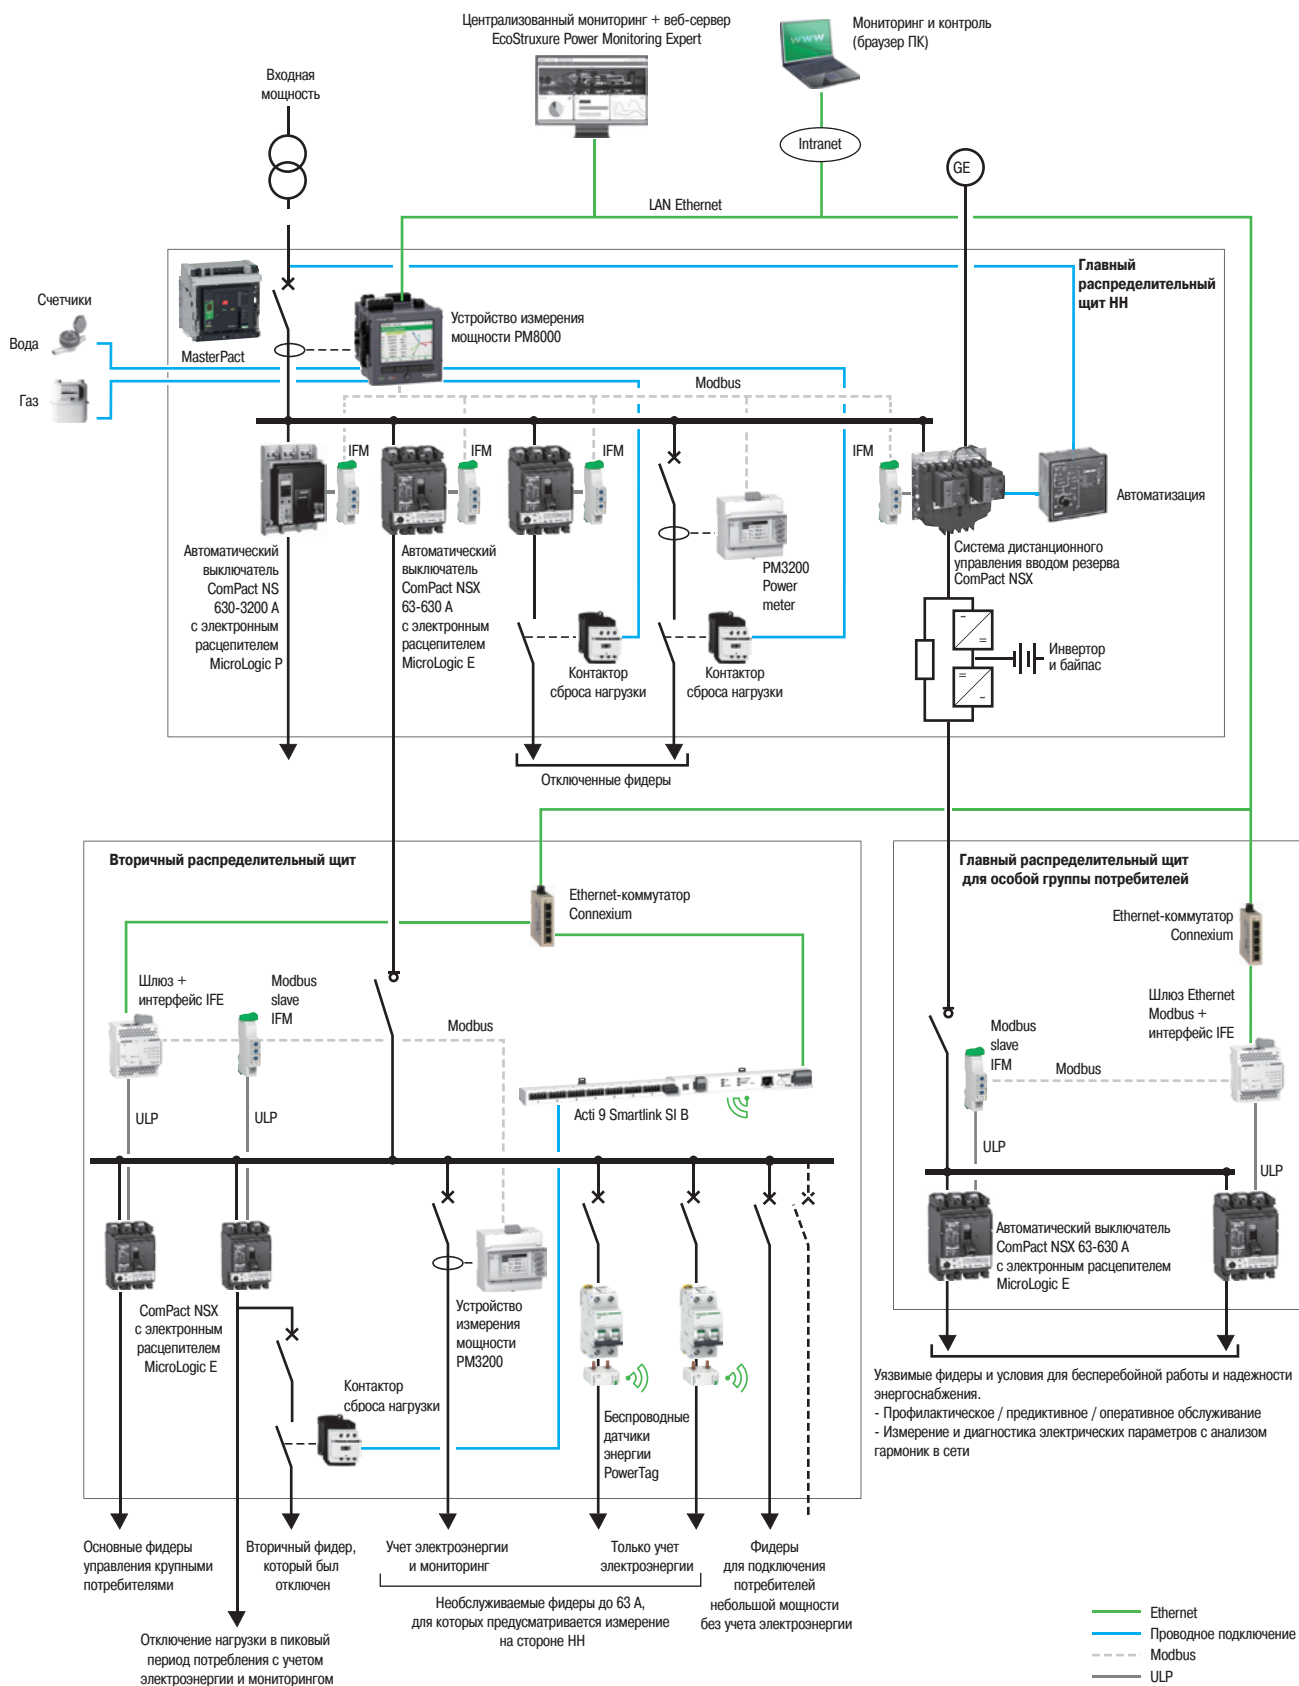 Централизованный мониторинг + веб-сервер
EcoStruxure Power Monitoring Expert
Мониторинг и контроль
(браузер ПК)
www
Входная
мощность
Intranet
GE
LAN Ethernet
Главный
распределительный
щит НН
Счетчики
Вода
Газ
MasterPact
Устройство измерения
мощности PM8000
Modbus
IFM
IFM
IFM
IFM
Автоматизация
Автоматический
выключатель
ComPact NS
630-3200 A
с электронным
расцепителем
MicroLogic P
Автоматический
выключатель
ComPact NSX
63-630 A
с электронным
расцепителем
MicroLogic E
PM3200
Power
meter
Система дистанционного
управления вводом резерва
ComPact NSX
~
=
=
~
Инвертор
и байпас
Контактор
сброса нагрузки
Контактор
сброса нагрузки
Отключенные фидеры
Вторичный распределительный щит
Главный распределительный щит
для особой группы потребителей
Ethernet-коммутатор
Connexium
Ethernet-коммутатор
Connexium
Шлюз +
интерфейс IFE
Modbus
slave
IFM
Modbus
Шлюз Ethernet
Modbus +
интерфейс IFE
Modbus
slave
IFM
Modbus
Acti 9 Smartlink SI B
ULP
ULP
ULP
ULP
Автоматический выключатель
ComPact NSX 63-630 A
с электронным расцепителем
MicroLogic E
ComPact NSX
с электронным
расцепителем
MicroLogic E
Устройство
измерения
мощности
PM3200
Контактор
сброса нагрузки
Беспроводные
датчики
энергии
PowerTag
Уязвимые фидеры и условия для бесперебойной работы и надежности
энергоснабжения.
- Профилактическое / предиктивное / оперативное обслуживание
- Измерение и диагностика электрических параметров с анализом
гармоник в сети
Основные фидеры
управления крупными
потребителями
Вторичный фидер,
который был
отключен
Учет электроэнергии
и мониторинг
Только учет
электроэнергии
Фидеры
для подключения
потребителей
небольшой мощности
без учета электроэнергии
Необслуживаемые фидеры до 63 А,
для которых предусматривается измерение
на стороне НН
Отключение нагрузки в пиковый
период потребления с учетом
электроэнергии и мониторингом
Ethernet
Проводное подключение
Modbus
ULP